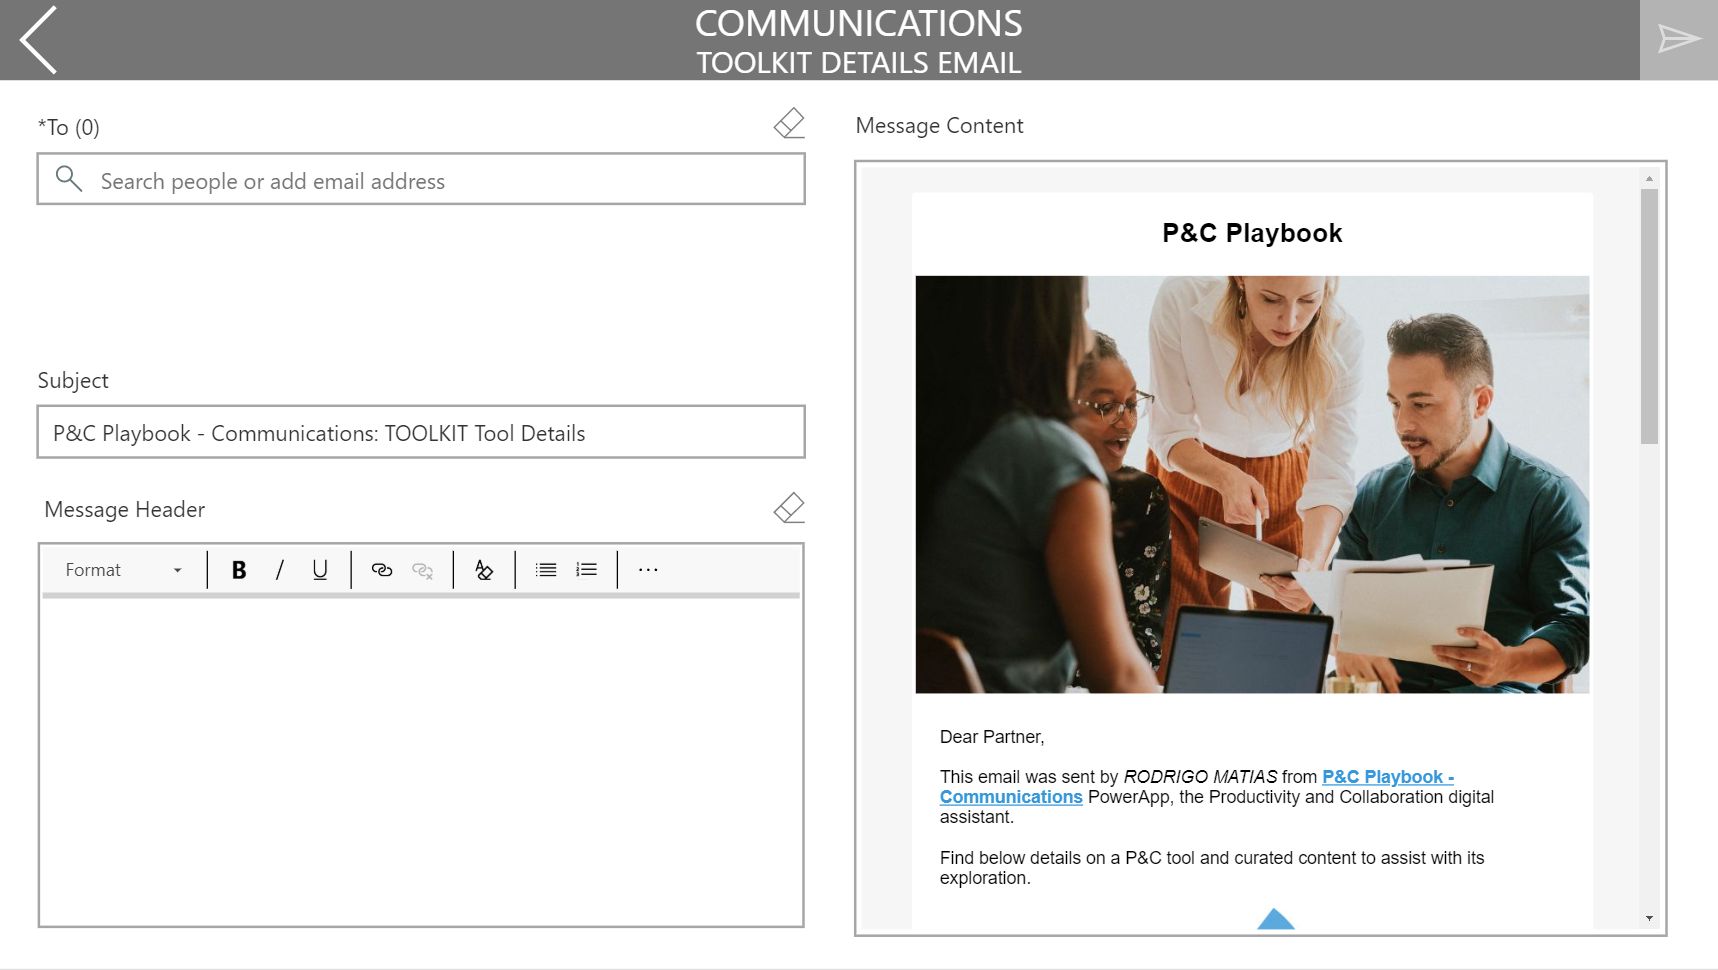 COMMUNICATIONS
TOOLKIT DETAILS EMAIL
*To (0)
Search people or add email address
Subject
P&C Playbook - Communications: TOOLKIT Tool Details
Message Header
Format
B / U
Message Content
P&C Playbook
Dear Partner,
This email was sent by RODRIGO MATIAS from P&C Playbook -
Communications PowerApp, the Productivity and Collaboration digital
assistant.
Find below details on a P&C tool and curated content to assist with its
exploration.